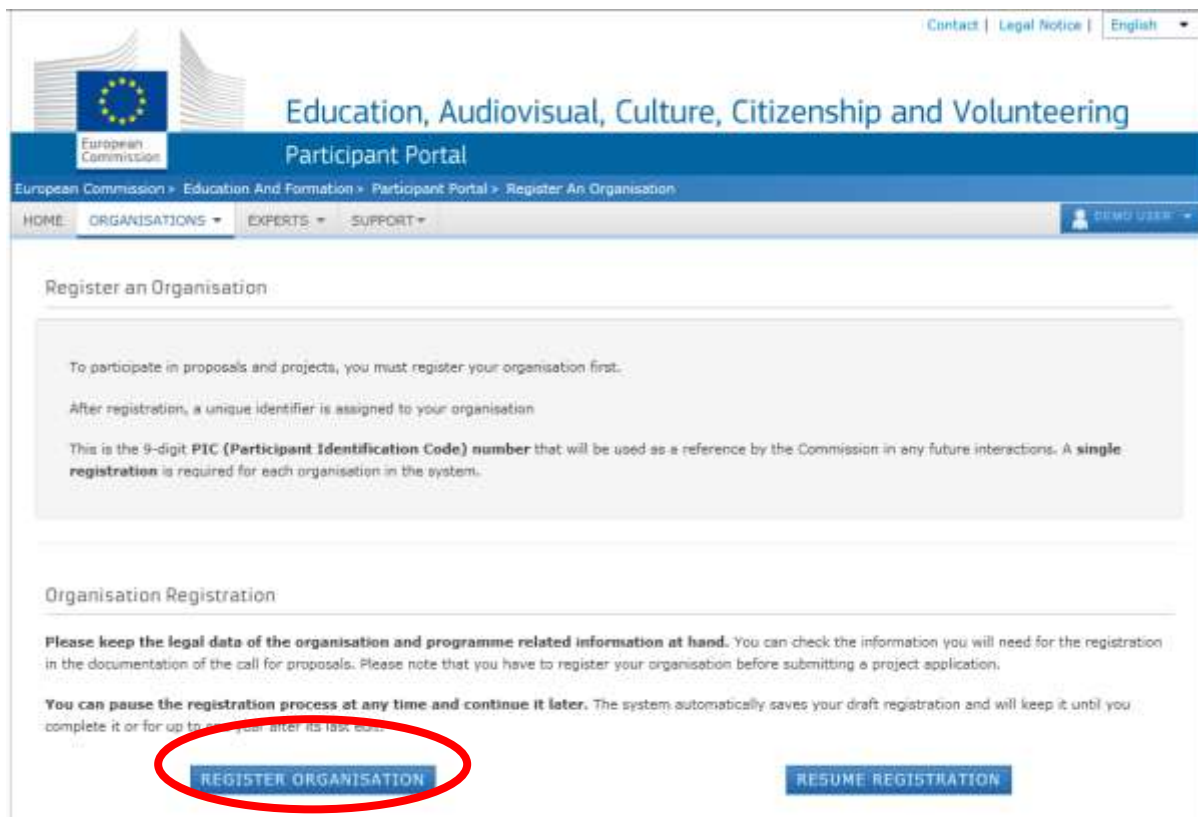 Contact | Legal Notice | English
Education, Audiovisual, Culture, Citizenship and Volunteering
European
Commission
Participant Portal
European Commission > Education And Formation > Participant Portal > Register An Organisation
HOME ORGANISATIONS EXPERTS SUPPORT DEMO USER
Register an Organisation
To participate in proposals and projects, you must register your organisation first.
After registration, a unique identifier is assigned to your organisation
This is the 9-digit PIC (Participant Identification Code) number that will be used as a reference by the Commission in any future interactions. A single
registration is required for each organisation in the system.
Organisation Registration
Please keep the legal data of the organisation and programme related information at hand. You can check the information you will need for the registration
in the documentation of the call for proposals. Please note that you have to register your organisation before submitting a project application.
You can pause the registration process at any time and continue it later. The system automatically saves your draft registration and will keep it until you
complete it or for up to one year after its last edit.
REGISTER ORGANISATION RESUME REGISTRATION